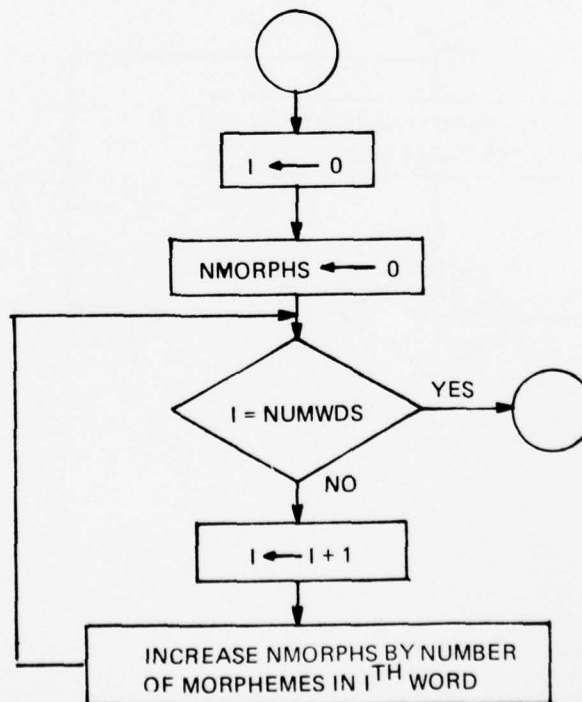 I ← 0
NMORPHS ← 0
I = NUMWDS
YES
NO
I ← I + 1
INCREASE NMORPHS BY NUMBER
OF MORPHEMES IN I^TH WORD